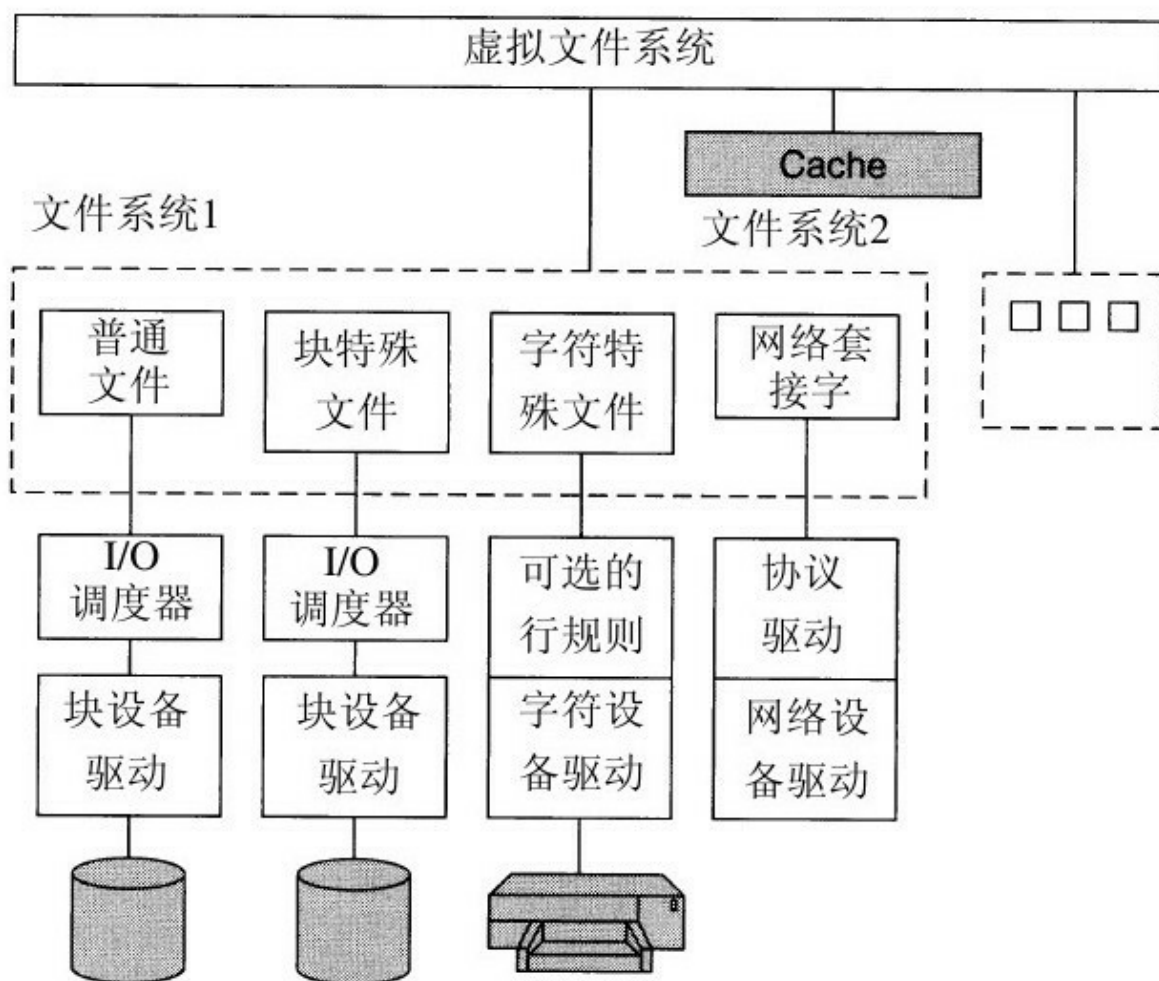 虚拟文件系统
Cache
文件系统1
文件系统2
普通
文件
块特殊
文件
字符特
殊文件
网络套
接字
I/O
调度器
I/O
调度器
可选的
行规则
协议
驱动
块设备
驱动
块设备
驱动
字符设
备驱动
网络设
备驱动